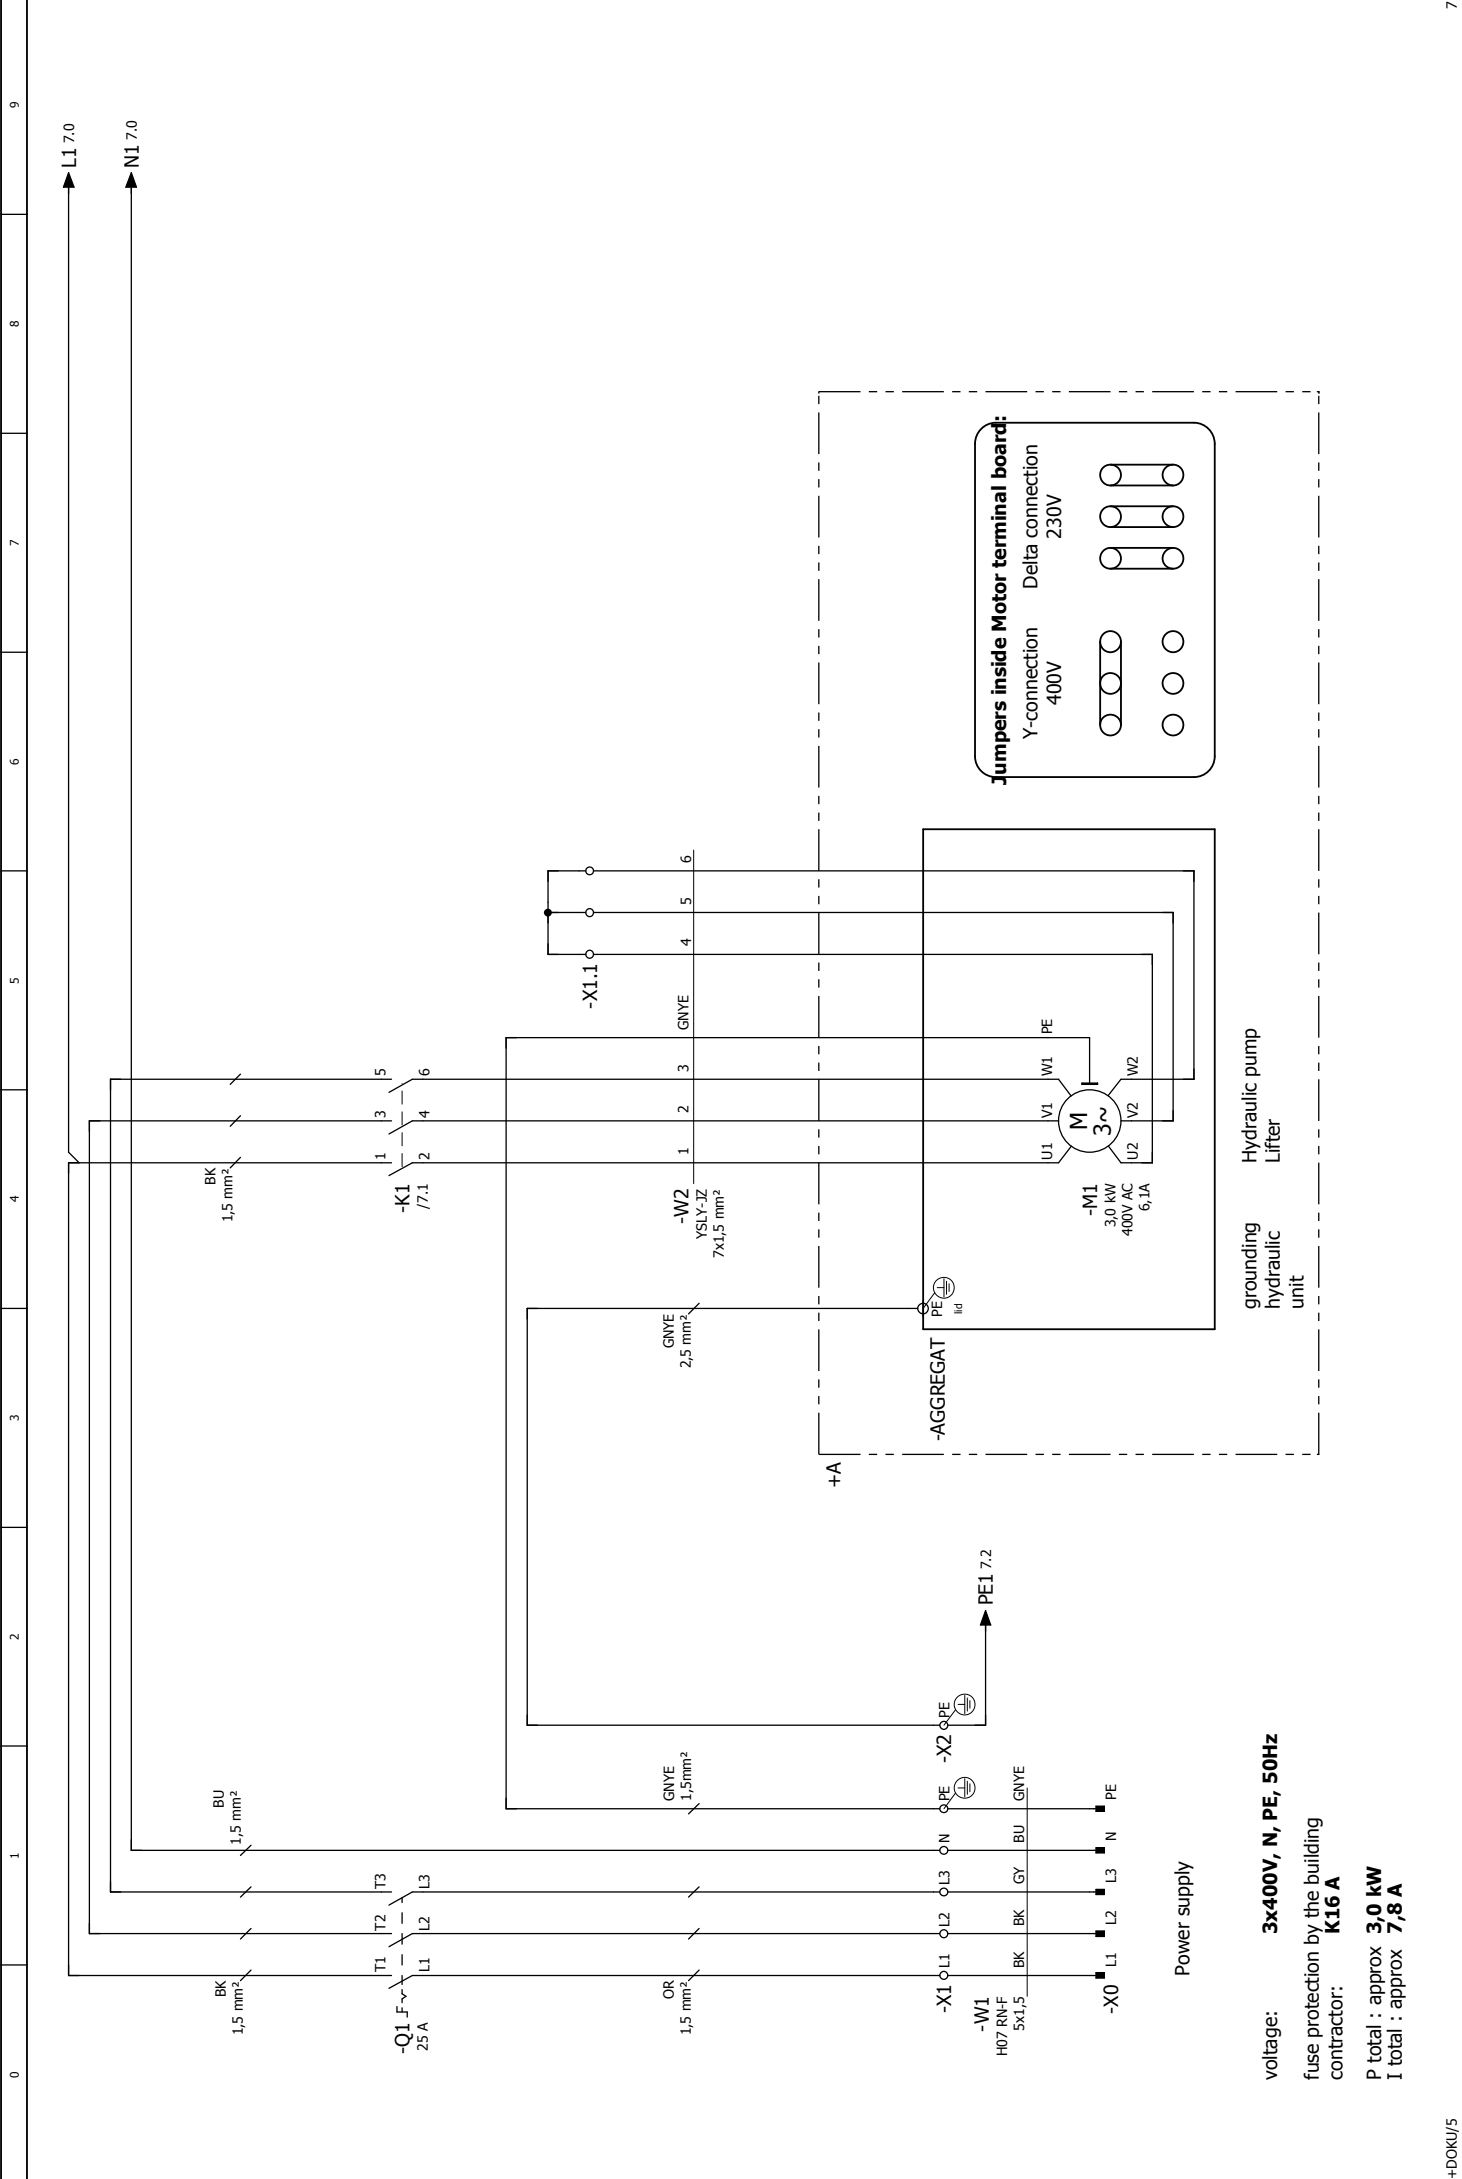 0 1 2 3 4 5 6 7 8 9
L1 7.0
N1 7.0
BK
1,5 mm²
BU
1,5 mm²
BK
1,5 mm²
-Q1
25 A
T1 T2 T3
L1 L2 L3
-K1
/7.1
1 3 5
2 4 6
OR
1,5 mm²
GNYE
1,5mm²
GNYE
2,5 mm²
-W2
YSLY-JZ
7x1,5 mm²
1 2 3 GNYE 4 5 6
-X1.1
-X1
L1 L2 L3 N PE
-X2
PE
PE1 7.2
-W1
H07 RN-F
5x1,5
BK BK GY BU GNYE
-X0
L1 L2 L3 N PE
Power supply
+A
-AGGREGAT
PE
lid
-M1
3,0 kW
400V AC
6,1A
U1 V1 W1 PE
M
3~
U2 V2 W2
grounding
hydraulic
unit
Hydraulic pump
Lifter
Jumpers inside Motor terminal board:
Y-connection
400V
Delta connection
230V
voltage: 3x400V, N, PE, 50Hz
fuse protection by the building
contractor: K16 A
P total : approx 3,0 kW
I total : approx 7,8 A
+DOKU/5
7